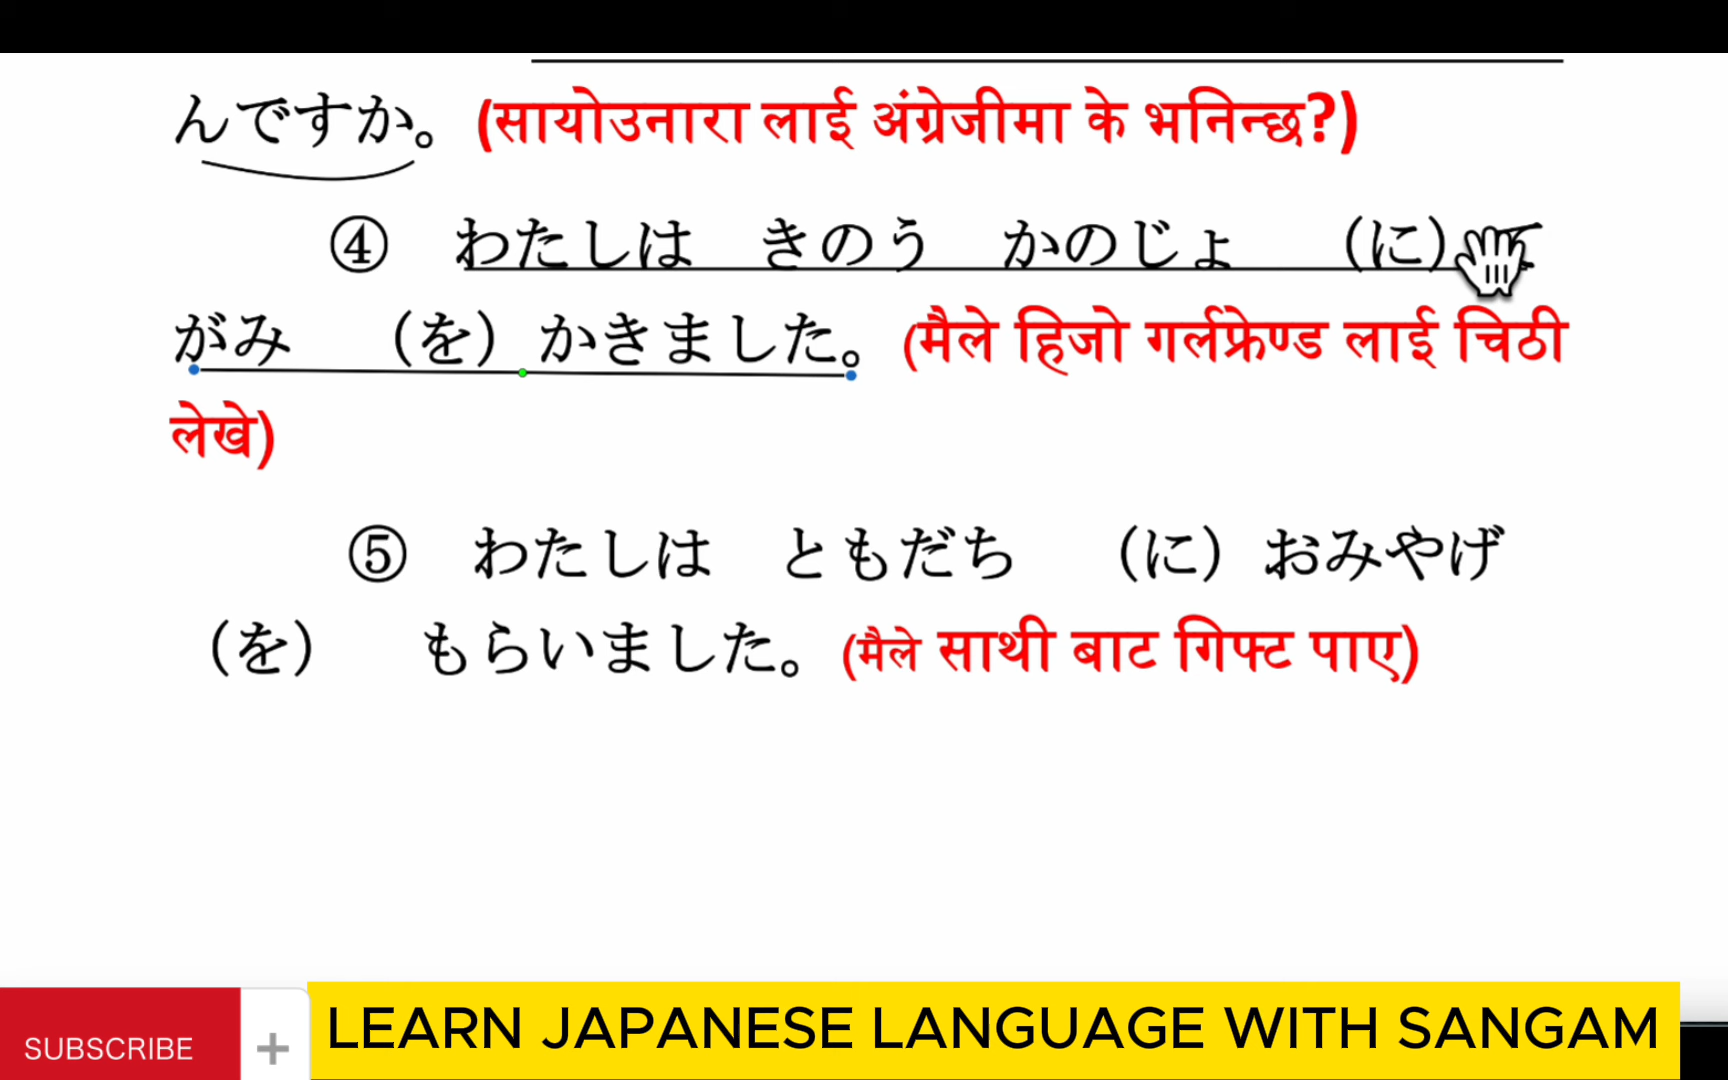 んですか。 (सायोउनारा लाई अंग्रेजीमा के भनिन्छ?)
④ わたしは きのう かのじょ (に)
がみ (を) かきました。 (मैले हिजो गर्लफ्रेण्ड लाई चिठी
लेखे)
⑤ わたしは ともだち (に) おみやげ
(を) もらいました。 (मैले साथी बाट गिफ्ट पाए)
SUBSCRIBE + LEARN JAPANESE LANGUAGE WITH SANGAM